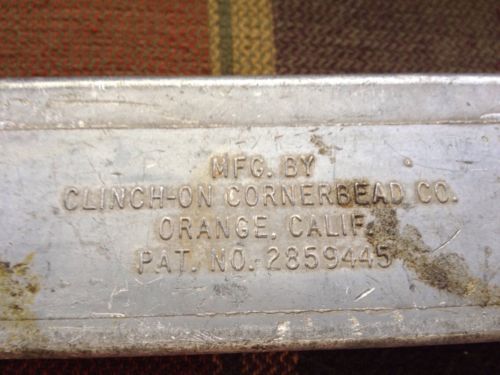 MFG. BY
CLINCH-ON CORNERBEAD CO.
ORANGE, CALIF.
PAT. NO. 2859445